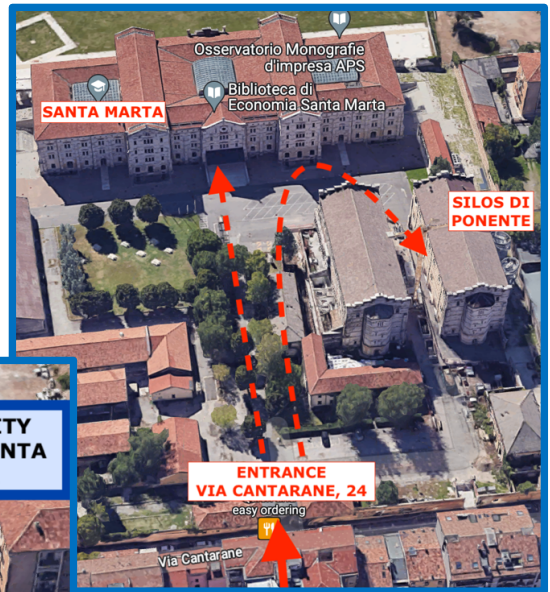 Osservatorio Monografie
d'impresa APS
Biblioteca di
Economia Santa Marta
SANTA MARTA
SILOS DI
PONENTE
ENTRANCE
VIA CANTARANE, 24
easy ordering
Via Cantarane
ITY
NTA